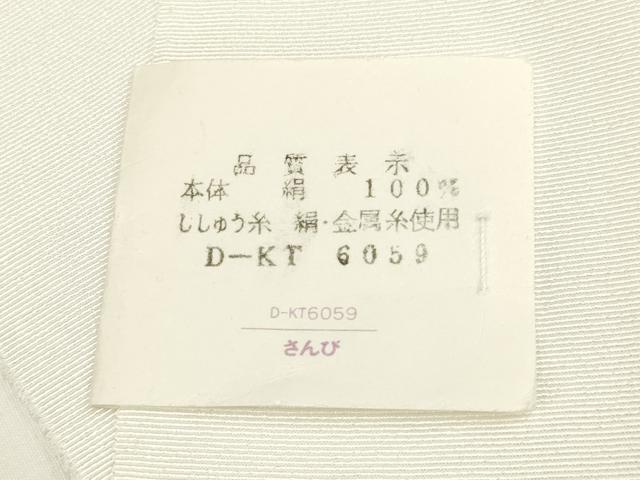 品質表示
本体 絹 100%
ししゅう糸 絹・金属糸使用
D-KT 6059
D-KT6059
さんび